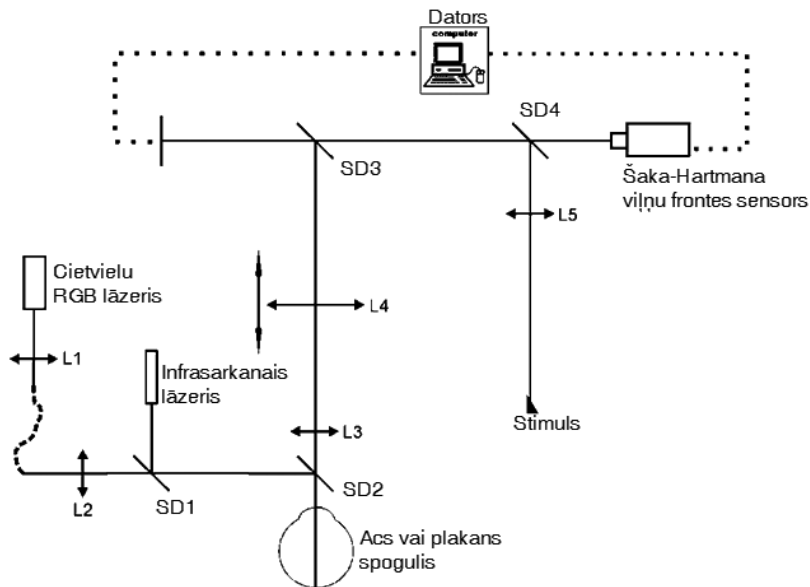 Dators
computer
SD4
SD3
Šaka-Hartmana
viļņu frontes sensors
L5
Cietvielu
RGB lāzeris
L4
L1
Infrasarkanais
lāzeris
Stimuls
L3
SD2
SD1
L2
Acs vai plakans
spogulis